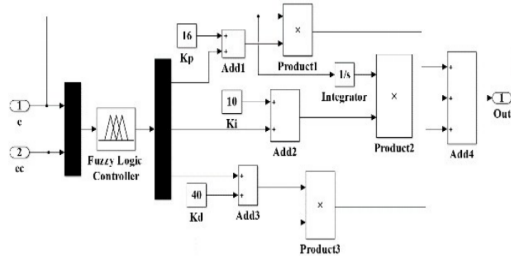 16
Kp
+
+
Add1
×
Product1
1/s
Integrator
×
Product2
+
+
+
Add4
1
Out
1
e
2
ec
Fuzzy Logic
Controller
10
Ki
+
+
Add2
40
Kd
+
+
Add3
×
Product3